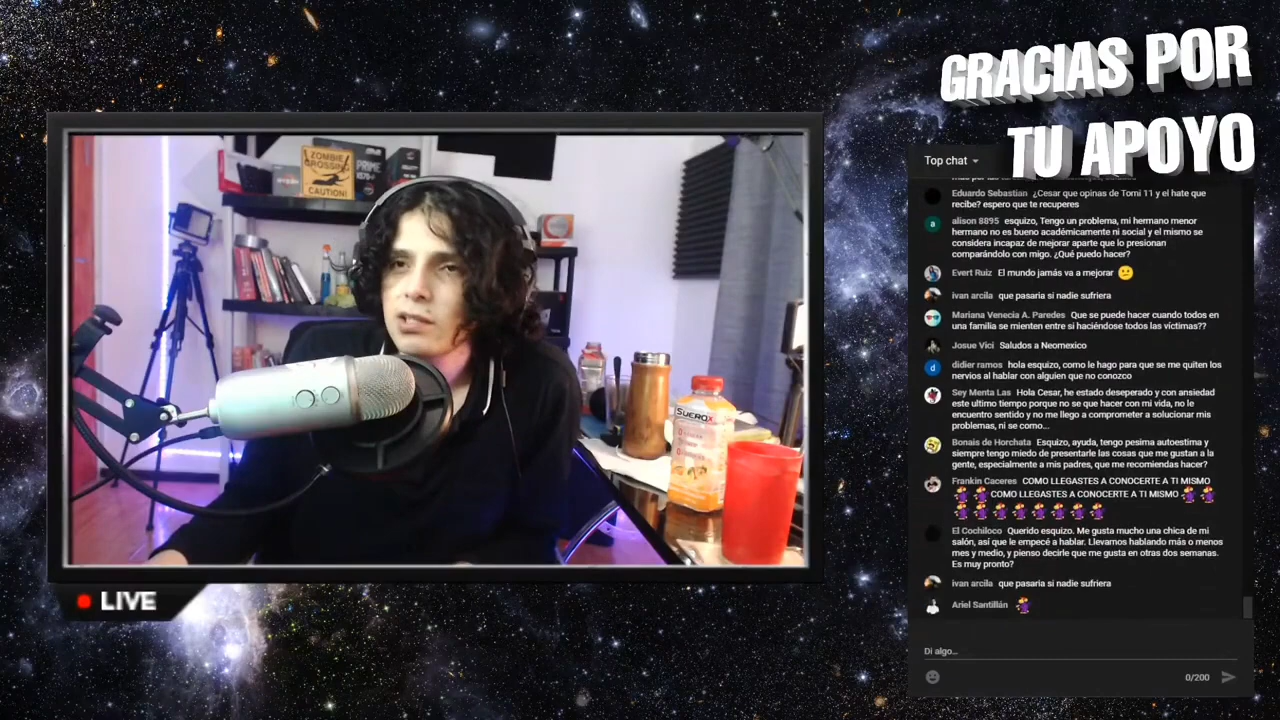 GRACIAS POR
TU APOYO
ZOMBIE
CROSSING
CAUTION!
PRIME
X570-P
SUEROX
LIVE
Top chat
Eduardo Sebastian ¿Cesar que opinas de Tomi 11 y el hate que
recibe? espero que te recuperes
a alison 8895 esquizo, Tengo un problema, mi hermano menor
hermano no es bueno académicamente ni social y el mismo se
considera incapaz de mejorar aparte que lo presionan
comparándolo con migo. ¿Qué puedo hacer?
Evert Ruiz El mundo jamás va a mejorar 😕
ivan arcila que pasaria si nadie sufriera
Mariana Venecia A. Paredes Que se puede hacer cuando todos en
una familia se mienten entre si haciéndose todos las víctimas??
Josue Vici Saludos a Neomexico
d didier ramos hola esquizo, como le hago para que se me quiten los
nervios al hablar con alguien que no conozco
Sey Menta Las Hola Cesar, he estado desesperado y con ansiedad
este ultimo tiempo porque no se que hacer con mi vida, no le
encuentro sentido y no me llego a comprometer a solucionar mis
problemas, ni se como...
Bonais de Horchata Esquizo, ayuda, tengo pesima autoestima y
siempre tengo miedo de presentarle las cosas que me gustan a la
gente, especialmente a mis padres, que me recomiendas hacer?
Frankin Caceres COMO LLEGASTES A CONOCERTE A TI MISMO
COMO LLEGASTES A CONOCERTE A TI MISMO
El Cochiloco Querido esquizo. Me gusta mucho una chica de mi
salón, así que le empecé a hablar. Llevamos hablando más o menos
mes y medio, y pienso decirle que me gusta en otras dos semanas.
Es muy pronto?
ivan arcila que pasaria si nadie sufriera
Ariel Santillán
Di algo...
0/200